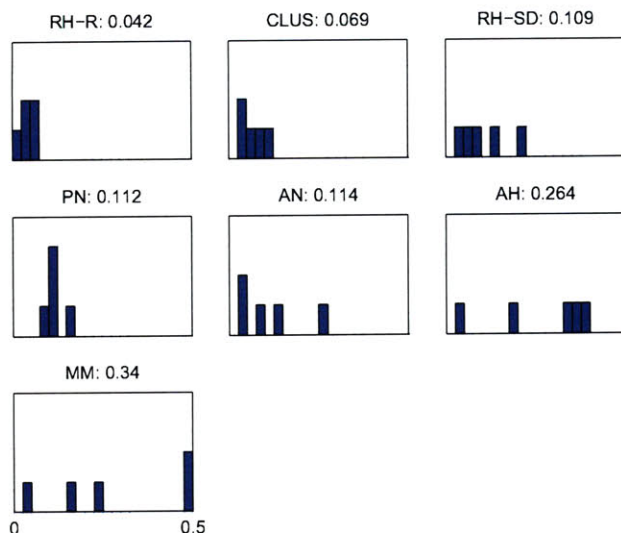 RH-R: 0.042
CLUS: 0.069
RH-SD: 0.109
PN: 0.112
AN: 0.114
AH: 0.264
MM: 0.34
0 0.5